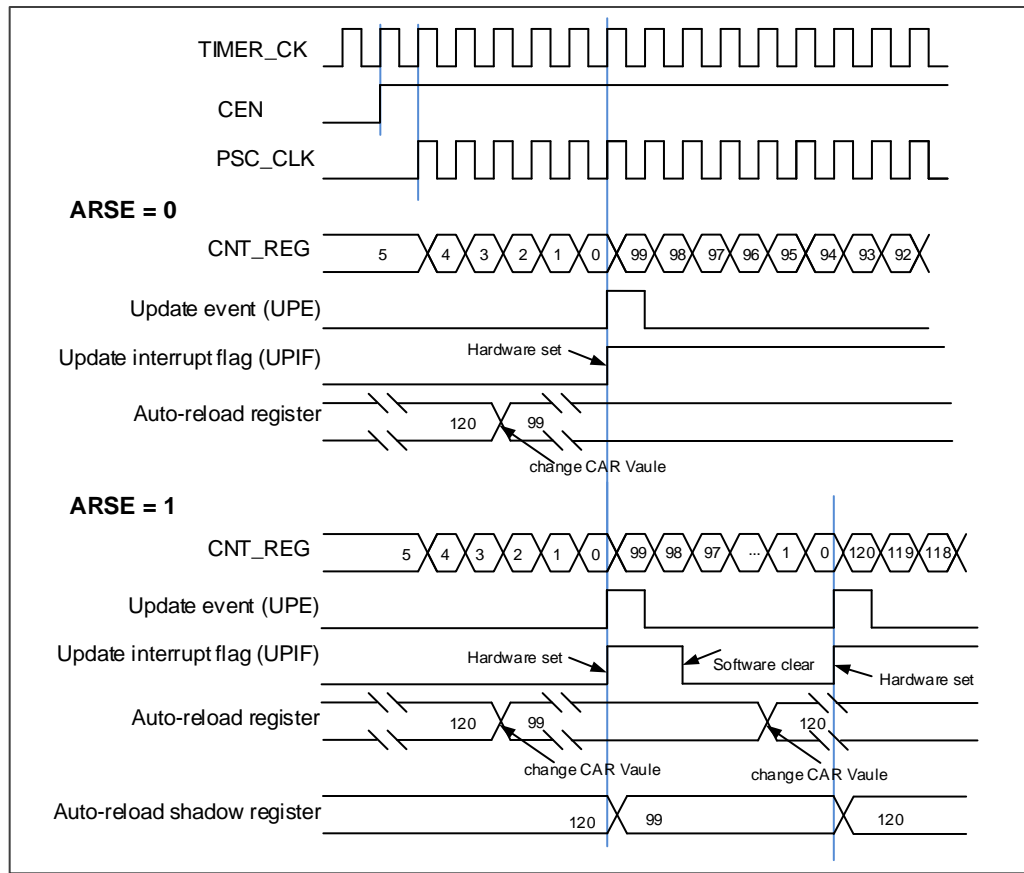 TIMER_CK
CEN
PSC_CLK
ARSE = 0
CNT_REG 5 4 3 2 1 0 99 98 97 96 95 94 93 92
Update event (UPE)
Update interrupt flag (UPIF) Hardware set
Auto-reload register 120 99
change CAR Vaule
ARSE = 1
CNT_REG 5 4 3 2 1 0 99 98 97 ... 1 0 120 119 118
Update event (UPE)
Update interrupt flag (UPIF) Hardware set Software clear Hardware set
Auto-reload register 120 99 120
change CAR Vaule change CAR Vaule
Auto-reload shadow register 120 99 120